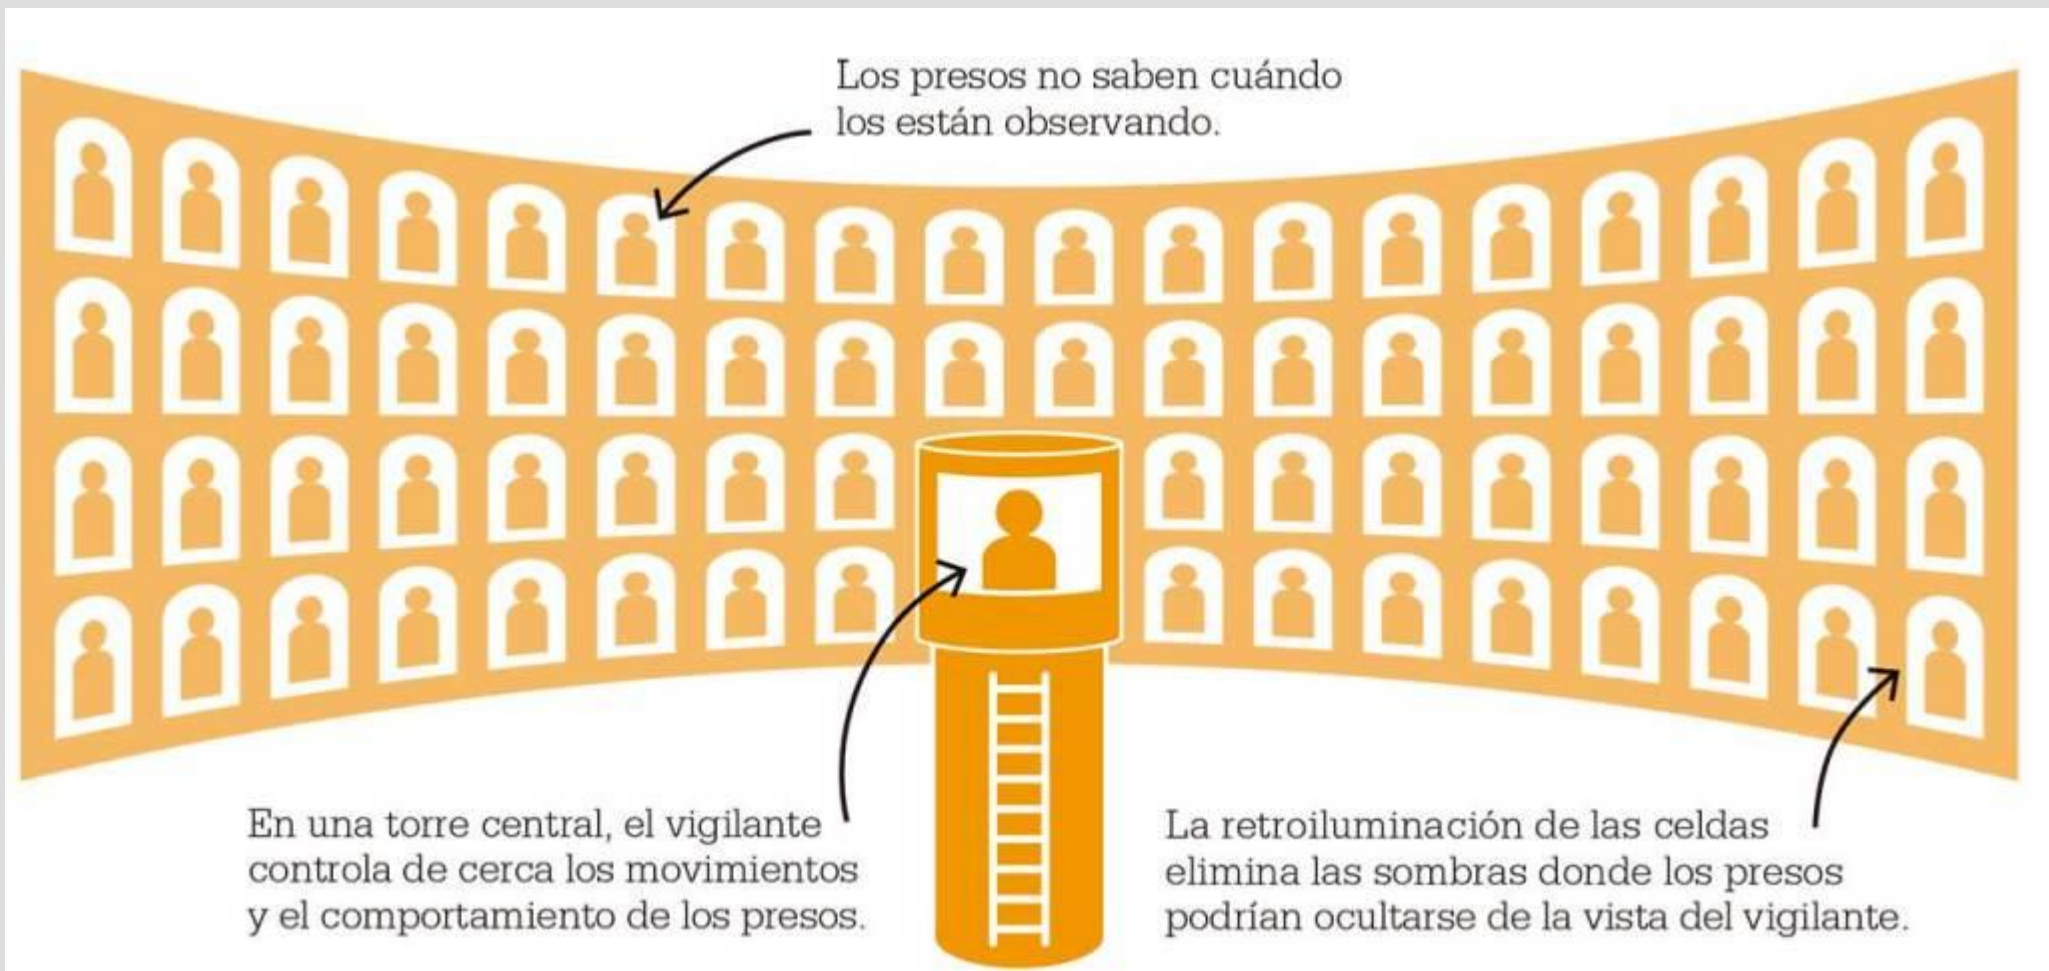 Los presos no saben cuándo
los están observando.
En una torre central, el vigilante
controla de cerca los movimientos
y el comportamiento de los presos.
La retroiluminación de las celdas
elimina las sombras donde los presos
podrían ocultarse de la vista del vigilante.